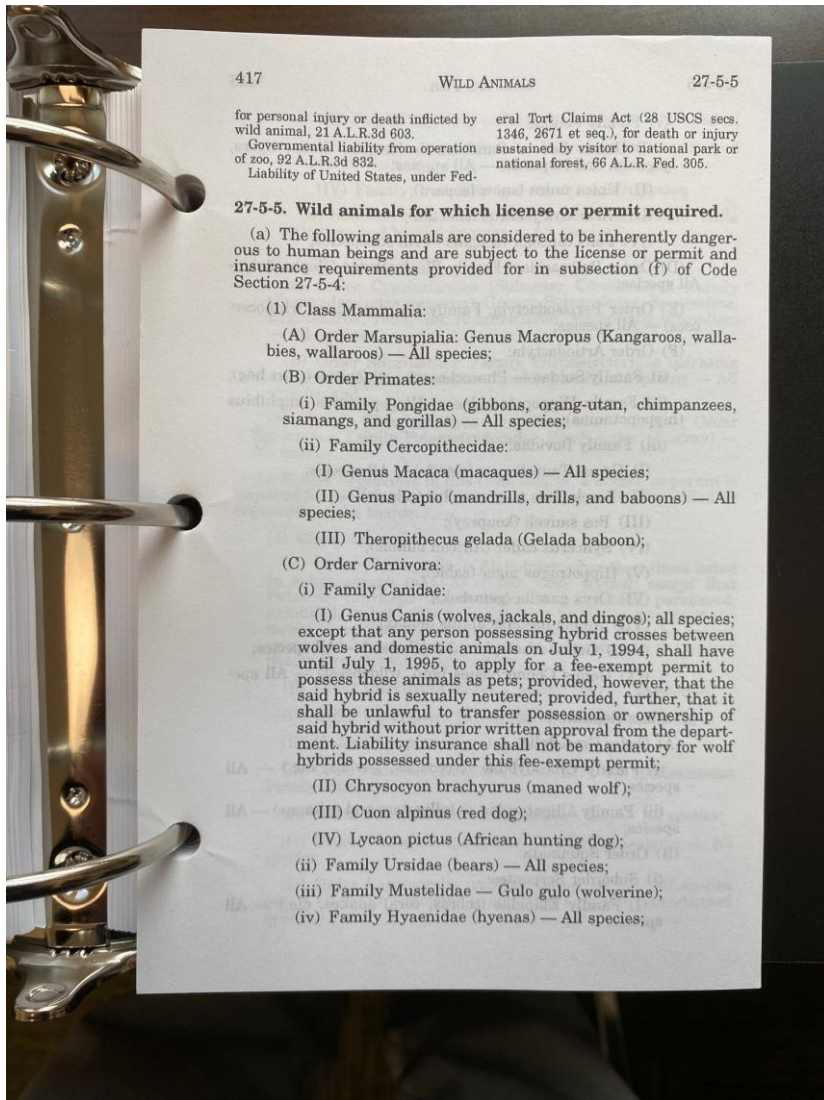 417
WILD ANIMALS
27-5-5
for personal injury or death inflicted by
wild animal, 21 A.L.R.3d 603.
Governmental liability from operation
of zoo, 92 A.L.R.3d 832.
Liability of United States, under Fed-
eral Tort Claims Act (28 USCS secs.
1346, 2671 et seq.), for death or injury
sustained by visitor to national park or
national forest, 66 A.L.R. Fed. 305.
27-5-5. Wild animals for which license or permit required.
(a) The following animals are considered to be inherently danger-
ous to human beings and are subject to the license or permit and
insurance requirements provided for in subsection (f) of Code
Section 27-5-4:
(1) Class Mammalia:
(A) Order Marsupialia: Genus Macropus (Kangaroos, walla-
bies, wallaroos) — All species;
(B) Order Primates:
(i) Family Pongidae (gibbons, orang-utan, chimpanzees,
siamangs, and gorillas) — All species;
(ii) Family Cercopithecidae:
(I) Genus Macaca (macaques) — All species;
(II) Genus Papio (mandrills, drills, and baboons) — All
species;
(III) Theropithecus gelada (Gelada baboon);
(C) Order Carnivora:
(i) Family Canidae:
(I) Genus Canis (wolves, jackals, and dingos); all species;
except that any person possessing hybrid crosses between
wolves and domestic animals on July 1, 1994, shall have
until July 1, 1995, to apply for a fee-exempt permit to
possess these animals as pets; provided, however, that the
said hybrid is sexually neutered; provided, further, that it
shall be unlawful to transfer possession or ownership of
said hybrid without prior written approval from the depart-
ment. Liability insurance shall not be mandatory for wolf
hybrids possessed under this fee-exempt permit;
(II) Chrysocyon brachyurus (maned wolf);
(III) Cuon alpinus (red dog);
(IV) Lycaon pictus (African hunting dog);
(ii) Family Ursidae (bears) — All species;
(iii) Family Mustelidae — Gulo gulo (wolverine);
(iv) Family Hyaenidae (hyenas) — All species;